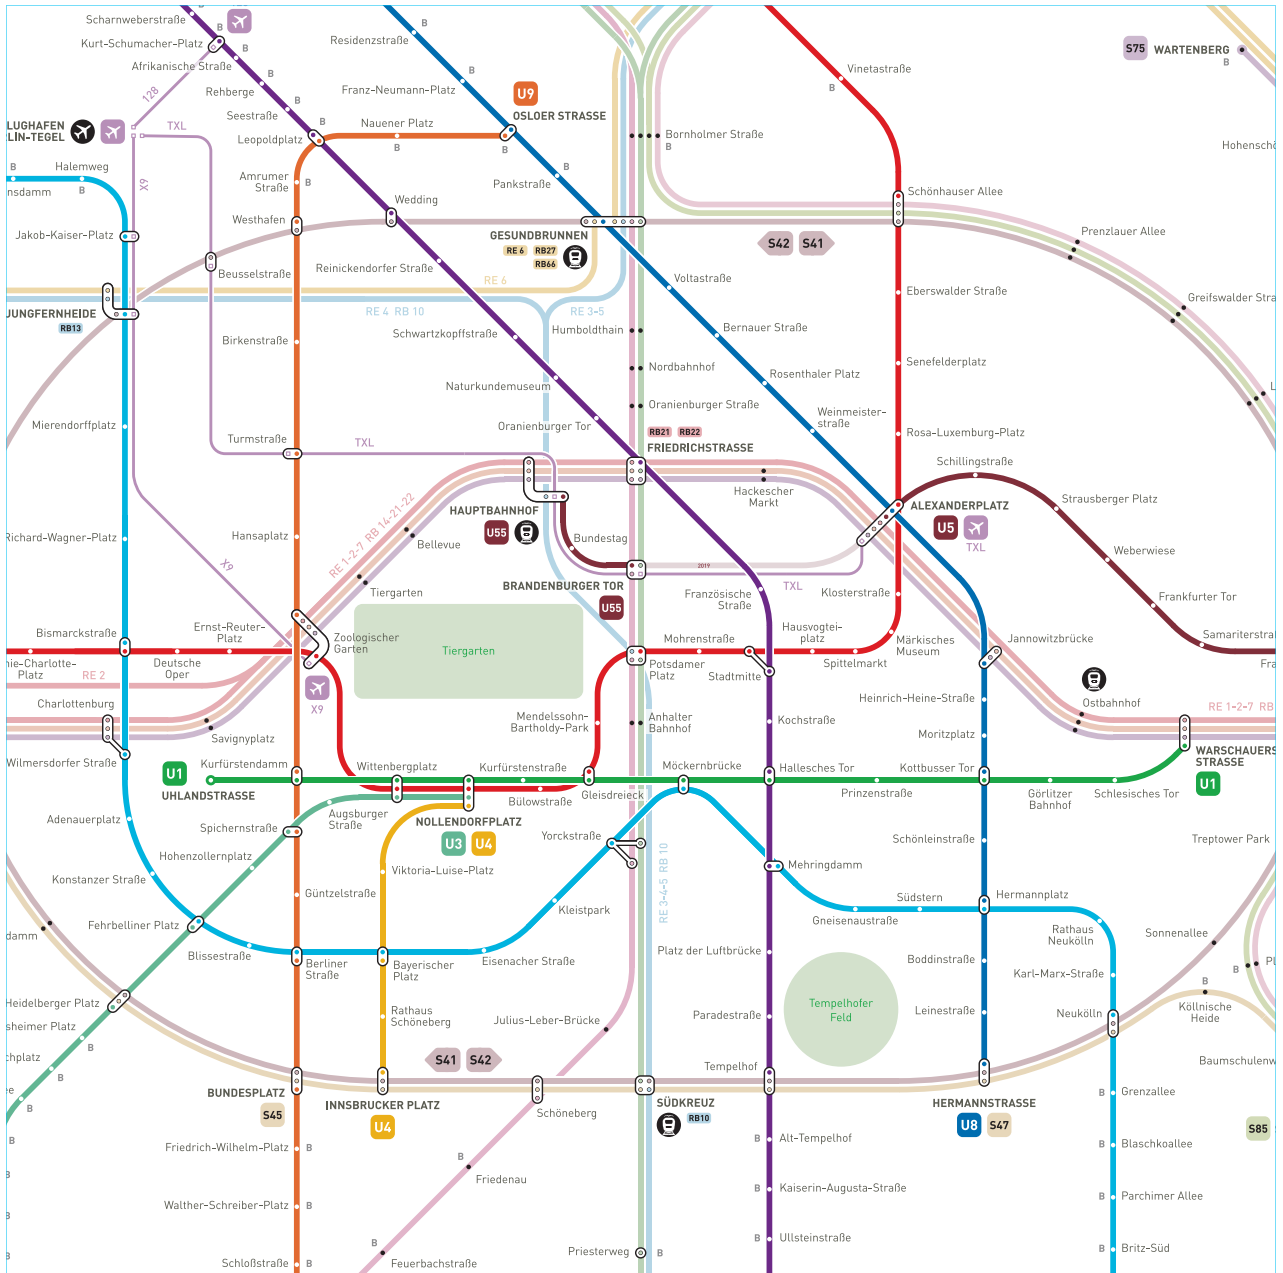 Scharnweberstraße
B
Kurt-Schumacher-Platz
B
Afrikanische Straße
B
Rehberge
B
Seestraße
B
Leopoldplatz
B
Residenzstraße
B
Franz-Neumann-Platz
B
U9
OSLOER STRASSE
B
Nauener Platz
B
Pankstraße
B
Vinetastraße
B
S75 WARTENBERG
B
128
TXL
X9
Halemweg
B
B
Amrumer
Straße
B
Westhafen
Wedding
Bornholmer Straße
B
Schönhauser Allee
Prenzlauer Allee
Jakob-Kaiser-Platz
Beusselstraße
Reinickendorfer Straße
GESUNDBRUNNEN
RE 6 RB27
RB66
S42 S41
RE 6
Voltastraße
Eberswalder Straße
JUNGFERNHEIDE
RB13
RE 4 RB 10
RE 3-5
Humboldthain
Bernauer Straße
Birkenstraße
Schwartzkopffstraße
Nordbahnhof
Senefelderplatz
Naturkundemuseum
Rosenthaler Platz
Oranienburger Straße
Mierendorffplatz
Oranienburger Tor
Weinmeister-
straße
Rosa-Luxemburg-Platz
Turmstraße
TXL
RB21 RB22
FRIEDRICHSTRASSE
Schillingstraße
Hackescher
Markt
Strausberger Platz
HAUPTBAHNHOF
U55
ALEXANDERPLATZ
U5
TXL
Richard-Wagner-Platz
Hansaplatz
RE 1-2-7 RB 14-21-22
Bellevue
Bundestag
Weberwiese
X9
Tiergarten
BRANDENBURGER TOR
U55
2019
TXL
Französische
Straße
Klosterstraße
Frankfurter Tor
Bismarckstraße
Ernst-Reuter-
Platz
Zoologischer
Garten
Tiergarten
Mohrenstraße
Hausvogtei-
platz
Märkisches
Museum
Jannowitzbrücke
Deutsche
Oper
Potsdamer
Platz
Stadtmitte
Spittelmarkt
RE 2
X9
Charlottenburg
Savignyplatz
Mendelssohn-
Bartholdy-Park
Anhalter
Bahnhof
Kochstraße
Heinrich-Heine-Straße
Moritzplatz
Ostbahnhof
RE 1-2-7 RB
Wilmersdorfer Straße
Kurfürstendamm
Wittenbergplatz
Kurfürstenstraße
Möckernbrücke
Hallesches Tor
Kottbusser Tor
U1
UHLANDSTRASSE
Bülowstraße
Gleisdreieck
Prinzenstraße
Görlitzer
Bahnhof
Schlesisches Tor
U1
Adenauerplatz
Spichernstraße
Augsburger
Straße
NOLLENDORFPLATZ
U3 U4
Yorckstraße
RE 3-4-5 RB 10
Schönleinstraße
Treptower Park
Hohenzollernplatz
Viktoria-Luise-Platz
Mehringdamm
Konstanzer Straße
Güntzelstraße
Kleistpark
Südstern
Hermannplatz
Fehrbelliner Platz
Gneisenaustraße
Rathaus
Neukölln
Sonnenallee
Blissestraße
Berliner
Straße
Bayerischer
Platz
Eisenacher Straße
Platz der Luftbrücke
Boddinstraße
Karl-Marx-Straße
B
B
B
Heidelberger Platz
Rathaus
Schöneberg
Julius-Leber-Brücke
Paradestraße
Tempelhofer
Feld
Leinestraße
Neukölln
Köllnische
Heide
B
B
S41 S42
Tempelhof
BUNDESPLATZ
S45
INNSBRUCKER PLATZ
U4
Schöneberg
SÜDKREUZ
RB10
HERMANNSTRASSE
U8 S47
B
Grenzallee
S85
B
B
Friedrich-Wilhelm-Platz
B
B
Friedenau
B
Alt-Tempelhof
B
Blaschkoallee
B
Kaiserin-Augusta-Straße
B
Parchimer Allee
Walther-Schreiber-Platz
B
B
Ullsteinstraße
B
Britz-Süd
Schloßstraße
B
B
Feuerbachstraße
Priesterweg
B